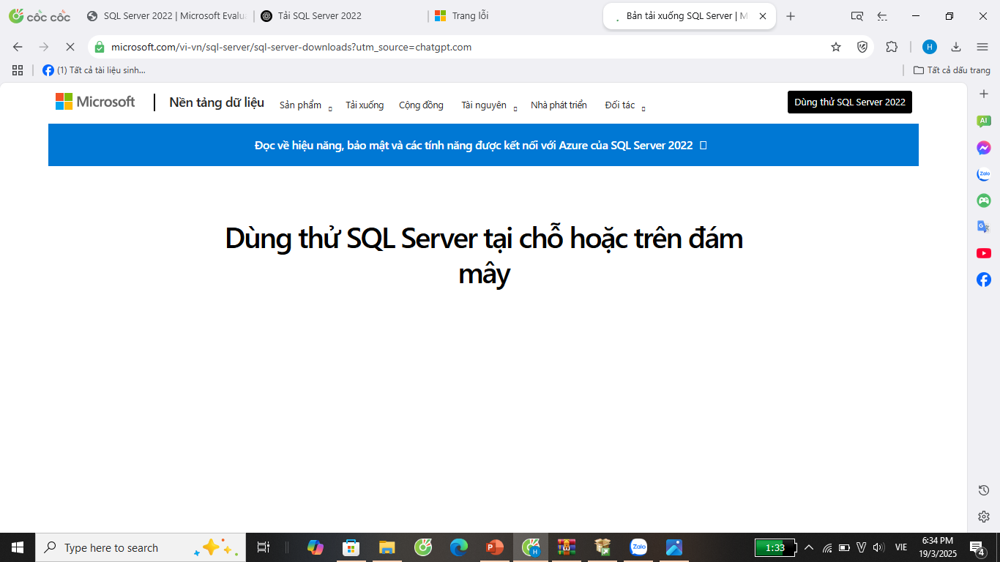 cốc cốc
SQL Server 2022 | Microsoft Evalua
Tải SQL Server 2022
Trang lỗi
Bản tải xuống SQL Server | M
microsoft.com/vi-vn/sql-server/sql-server-downloads?utm_source=chatgpt.com
H
(1) Tất cả tài liệu sinh...
Tất cả dấu trang
Microsoft
Nền tảng dữ liệu
Sản phẩm
Tải xuống
Cộng đồng
Tài nguyên
Nhà phát triển
Đối tác
Dùng thử SQL Server 2022
Đọc về hiệu năng, bảo mật và các tính năng được kết nối với Azure của SQL Server 2022
Dùng thử SQL Server tại chỗ hoặc trên đám
mây
AI
Zalo
G
Type here to search
H
Zalo
1:33
V
VIE
6:34 PM
19/3/2025
4